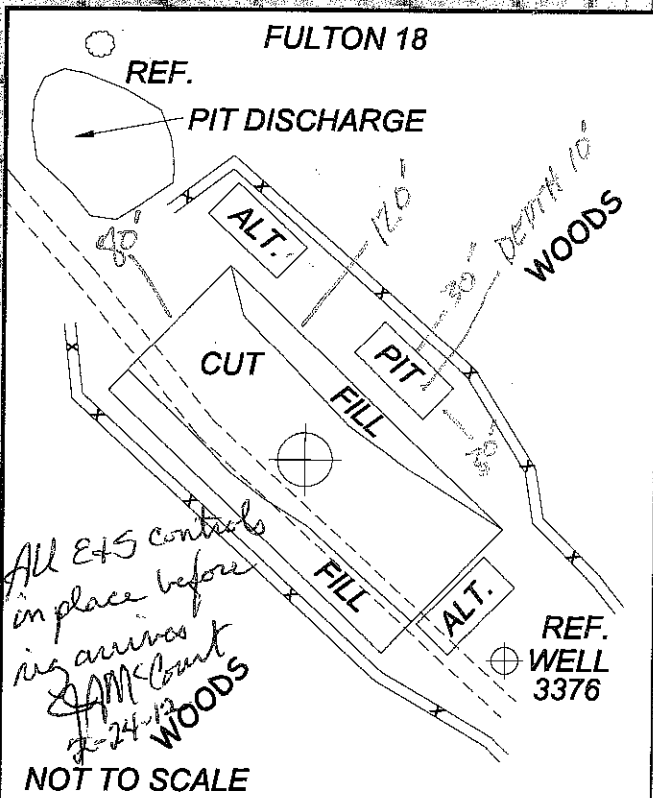 FULTON 18
REF.
PIT DISCHARGE
ALT.
80'
120'
30'
DEPTH 10'
WOODS
PIT
CUT
FILL
FILL
ALT.
All E+S controls
in place before
rig arrives
McCourt
WOODS
REF.
WELL
3376
NOT TO SCALE